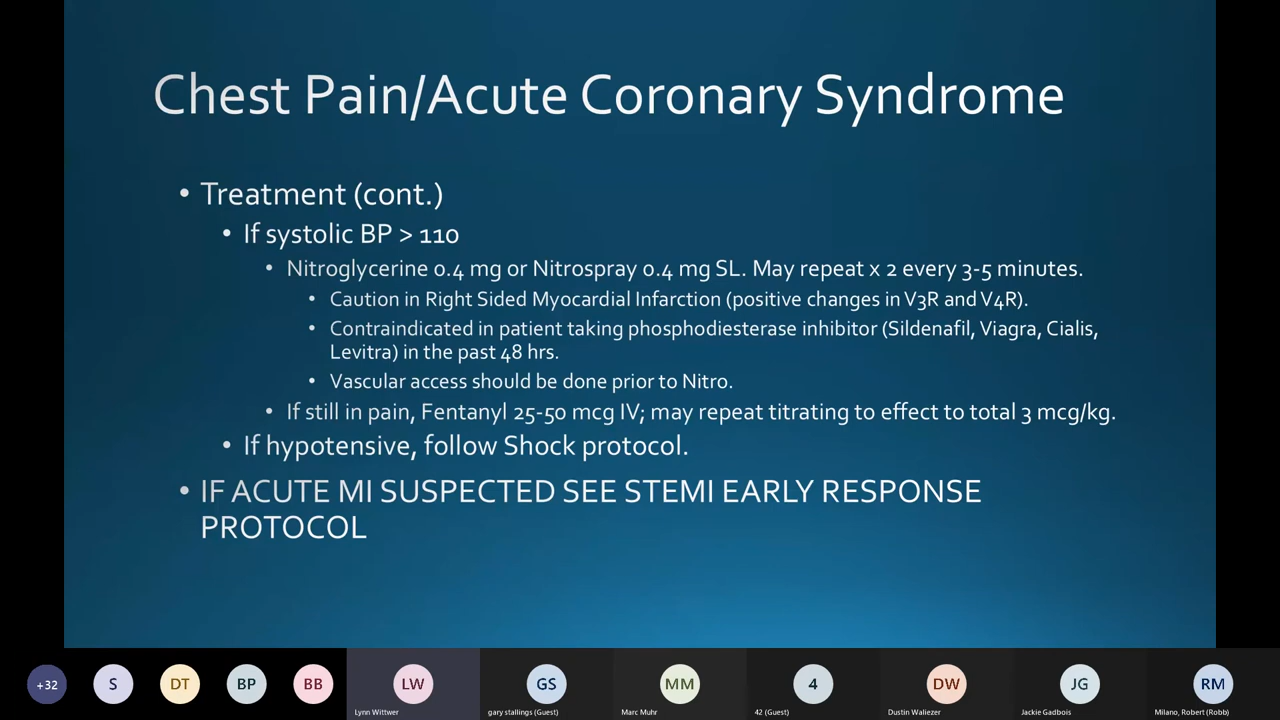 Chest Pain/Acute Coronary Syndrome
• Treatment (cont.)
• If systolic BP > 110
• Nitroglycerine 0.4 mg or Nitrospray 0.4 mg SL. May repeat x 2 every 3-5 minutes.
• Caution in Right Sided Myocardial Infarction (positive changes in V3R and V4R).
• Contraindicated in patient taking phosphodiesterase inhibitor (Sildenafil, Viagra, Cialis,
Levitra) in the past 48 hrs.
• Vascular access should be done prior to Nitro.
• If still in pain, Fentanyl 25-50 mcg IV; may repeat titrating to effect to total 3 mcg/kg.
• If hypotensive, follow Shock protocol.
• IF ACUTE MI SUSPECTED SEE STEMI EARLY RESPONSE
PROTOCOL
+32 S DT BP BB LW GS MM 4 DW JG RM
Lynn Wittwer gary stallings (Guest) Marc Muhr 42 (Guest) Dustin Waliezer Jackie Gadbois Milano, Robert (Robb)